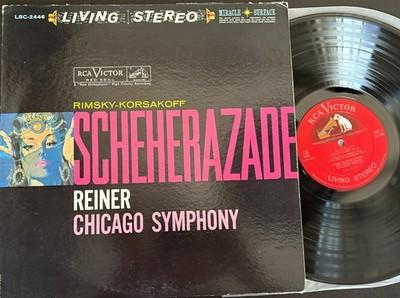 LSC-2446
LIVING STEREO
MIRACLE SURFACE
RCA VICTOR
RED SEAL
A "New Orthophonic" High Fidelity Recording
RIMSKY-KORSAKOFF
SCHEHERAZADE
REINER
CHICAGO SYMPHONY
RCA VICTOR
LIVING STEREO